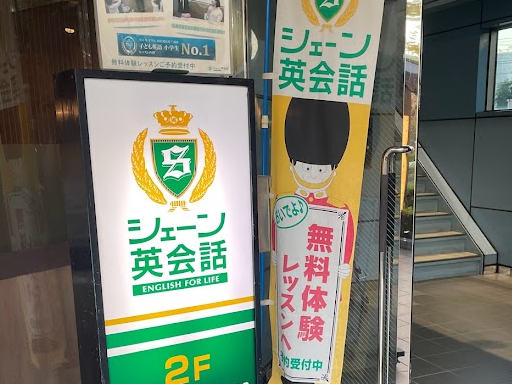 子ども英語 小学生 No.1
無料体験レッスンご予約受付中
S
シェーン
英会話
ENGLISH FOR LIFE
2F
シェーン
英会話
おいでよ♪
無料体験
レッスンへ
予約受付中